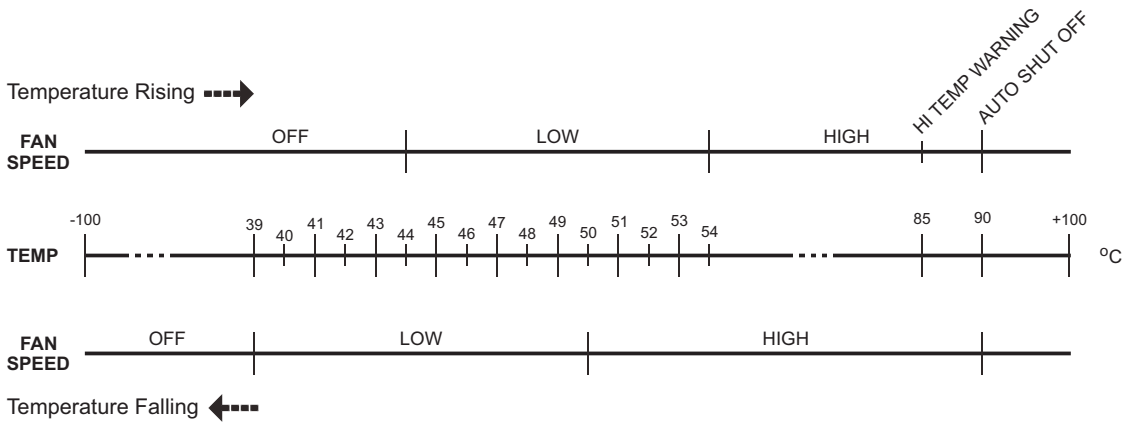 HI TEMP WARNING
AUTO SHUT OFF
Temperature Rising
FAN
SPEED
OFF LOW HIGH
-100 39 40 41 42 43 44 45 46 47 48 49 50 51 52 53 54 85 90 +100
TEMP
°C
FAN
SPEED
OFF LOW HIGH
Temperature Falling